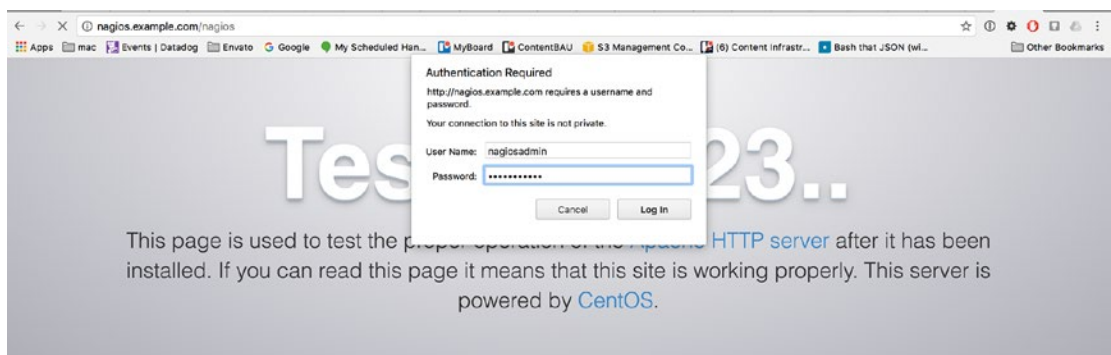 nagios.example.com/nagios
Apps mac Events | Datadog Envato Google My Scheduled Han... MyBoard ContentBAU S3 Management Co... (6) Content Infrastr... Bash that JSON (wi... Other Bookmarks
Authentication Required
http://nagios.example.com requires a username and
password.
Your connection to this site is not private.
User Name: nagiosadmin
Password: •••••••••••
Cancel Log In
Tes 23..
This page is used to test the proper operation of the Apache HTTP server after it has been
installed. If you can read this page it means that this site is working properly. This server is
powered by CentOS.